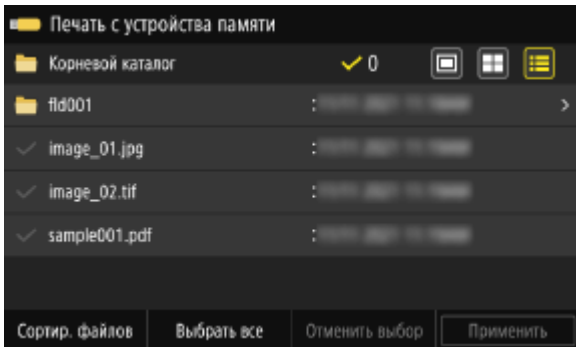 Печать с устройства памяти
Корневой каталог 0
fld001 :
image_01.jpg :
image_02.tif :
sample001.pdf :
Сортир. файлов Выбрать все Отменить выбор Применить